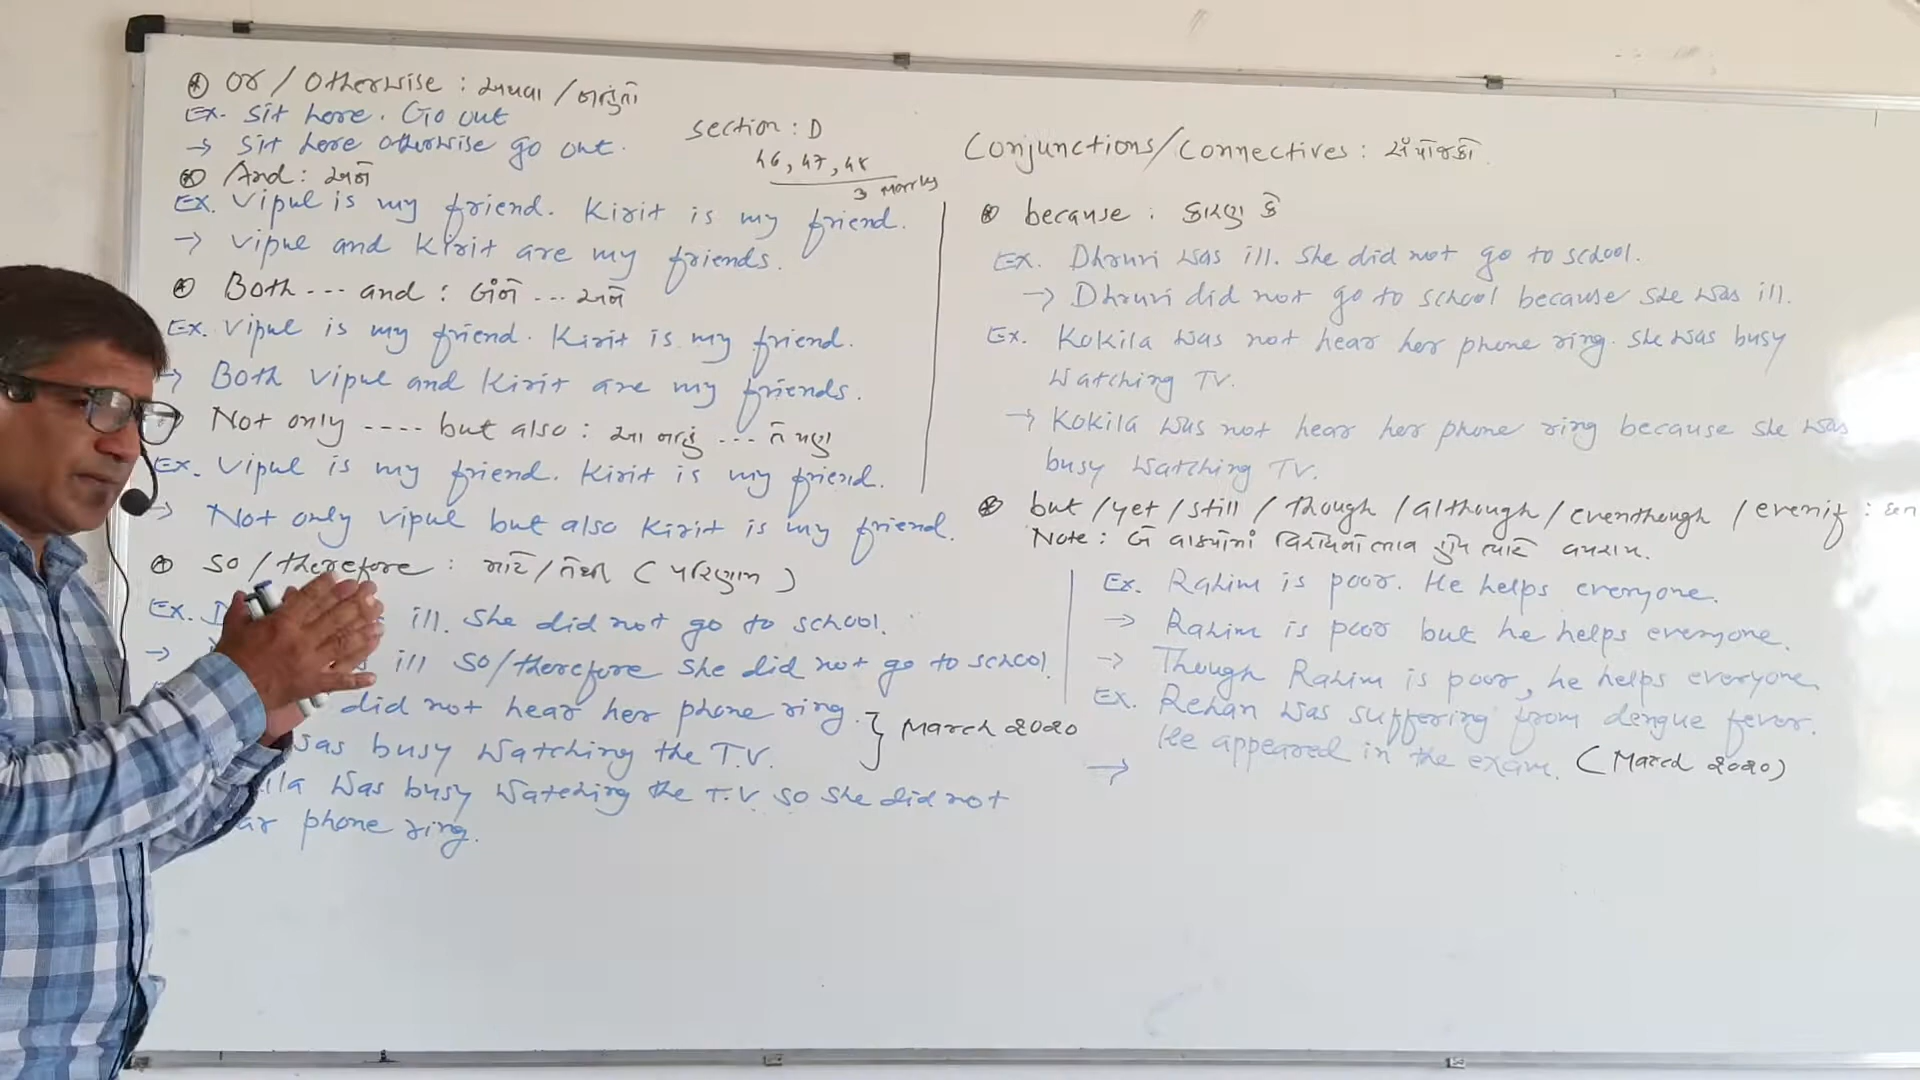 Or / Otherwise : અથવા / નહીંતો
Ex. Sit here. Go out
→ Sit here otherwise go out.
And : અને
Ex. Vipul is my friend. Kirit is my friend.
→ Vipul and Kirit are my friends.
Both --- and : બંને --- અને
Ex. Vipul is my friend. Kirit is my friend.
→ Both Vipul and Kirit are my friends.
Not only ---- but also : આ નહીં --- તે પણ
Ex. Vipul is my friend. Kirit is my friend.
→ Not only Vipul but also Kirit is my friend.
so / therefore : માટે / તેથી ( પરિણામ )
Ex. ill. She did not go to school.
→ ill so/therefore she did not go to school.
did not hear her phone ring. } March 2020
was busy watching the T.V.
was busy watching the T.V so she did not
phone ring.
Section : D
46, 47, 48
3 Marks
Conjunctions/Connectives : સંયોજકો
because : કારણ કે
Ex. Dhruvi was ill. She did not go to school.
→ Dhruvi did not go to school because she was ill.
Ex. Kokila was not hear her phone ring. She was busy
watching TV.
→ Kokila was not hear her phone ring because she was
busy watching TV.
but / yet / still / though / although / eventhough / evenif :
Note : બે વાક્યોમાં વિરોધનો ભાવ હોય ત્યારે વપરાય.
Ex. Rahim is poor. He helps everyone.
→ Rahim is poor but he helps everyone.
→ Though Rahim is poor, he helps everyone.
Ex. Rehan was suffering from dengue fever.
He appeared in the exam. (March 2020)
→